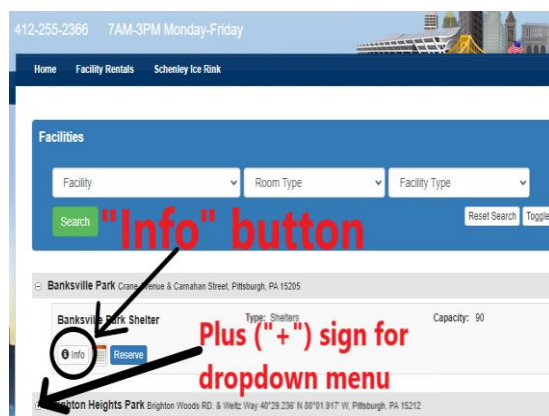 412-255-2366 7AM-3PM Monday-Friday
Home Facility Rentals Schenley Ice Rink
Facilities
Facility Room Type Facility Type
Search Reset Search Toggle
"Info" button
Banksville Park Crane Avenue & Carnahan Street, Pittsburgh, PA 15205
Banksville Park Shelter Type: Shelters Capacity: 90
Info Reserve
Plus ("+") sign for
dropdown menu
Heights Park Brighton Woods RD. & Weitz Way 40°29.236' N 80°01.917' W, Pittsburgh, PA 15212